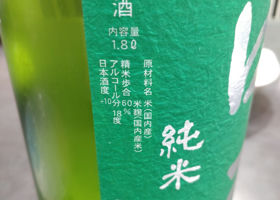 酒
内容量
1.8ℓ
原材料名 米(国内産)
米麹(国内産米)
精米歩合 60%
アルコール分 18度
日本酒度 +10
純米